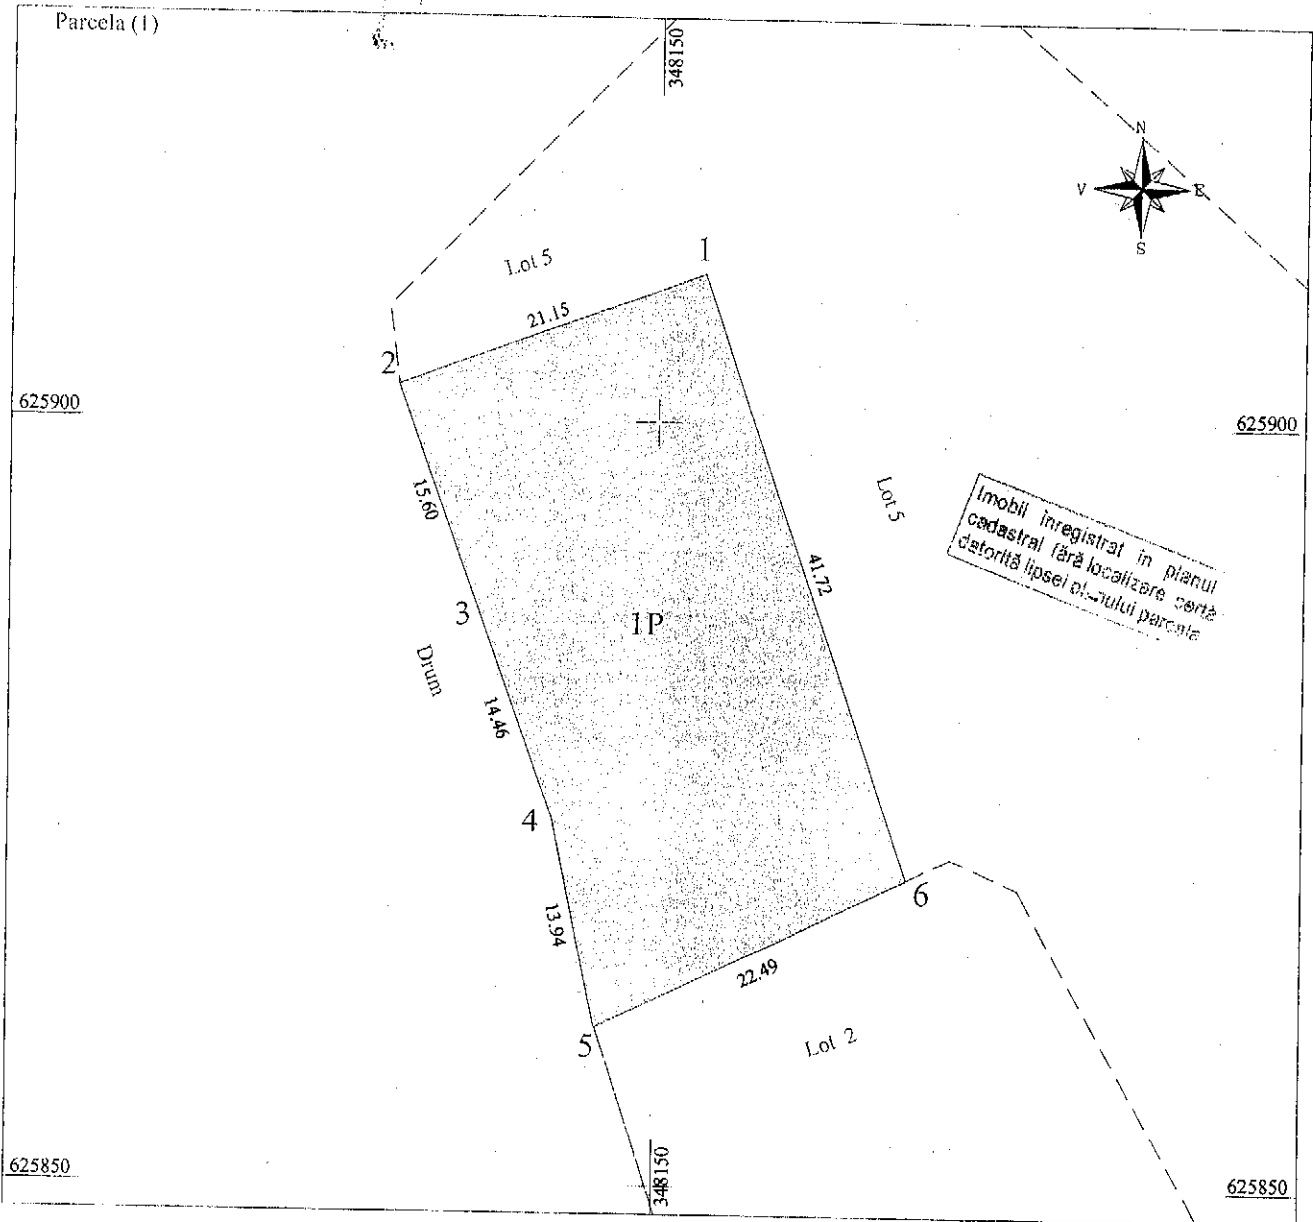 Parcela (1)
348150
N
V
E
S
Lot 5
1
21.15
2
625900
625900
15.60
Lot 5
Imobil înregistrat în planul
cadastral fără localizare certă
datorită lipsei planului
41.72
3
1P
Drum
14.46
4
6
13.94
22.49
5
Lot 2
625850
348150
625850